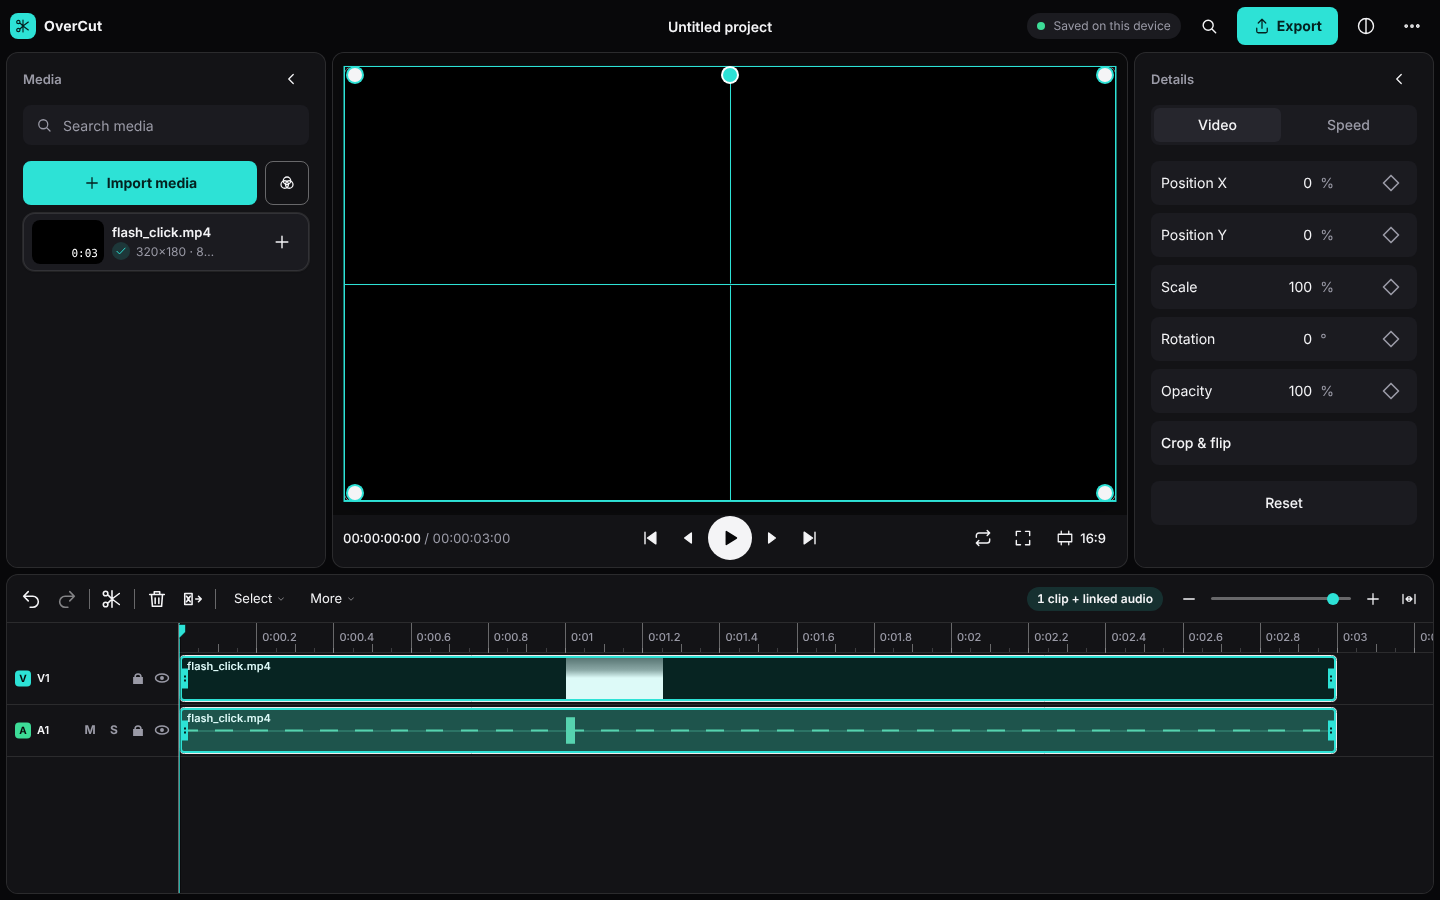 OverCut
Untitled project
Saved on this device
Export
Media
Search media
Import media
flash_click.mp4
0:03
320×180 · 8...
00:00:00:00 / 00:00:03:00
16:9
Details
Video
Speed
Position X 0 %
Position Y 0 %
Scale 100 %
Rotation 0 °
Opacity 100 %
Crop & flip
Reset
Select
More
1 clip + linked audio
0:00.2 0:00.4 0:00.6 0:00.8 0:01 0:01.2 0:01.4 0:01.6 0:01.8 0:02 0:02.2 0:02.4 0:02.6 0:02.8 0:03
V V1
flash_click.mp4
A A1 M S
flash_click.mp4